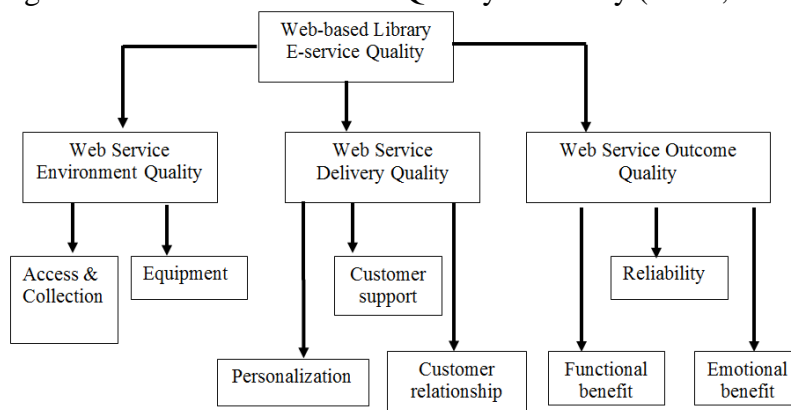 Web-based Library
E-service Quality
Web Service
Environment Quality
Web Service
Delivery Quality
Web Service Outcome
Quality
Access &
Collection
Equipment
Customer
support
Reliability
Personalization
Customer
relationship
Functional
benefit
Emotional
benefit